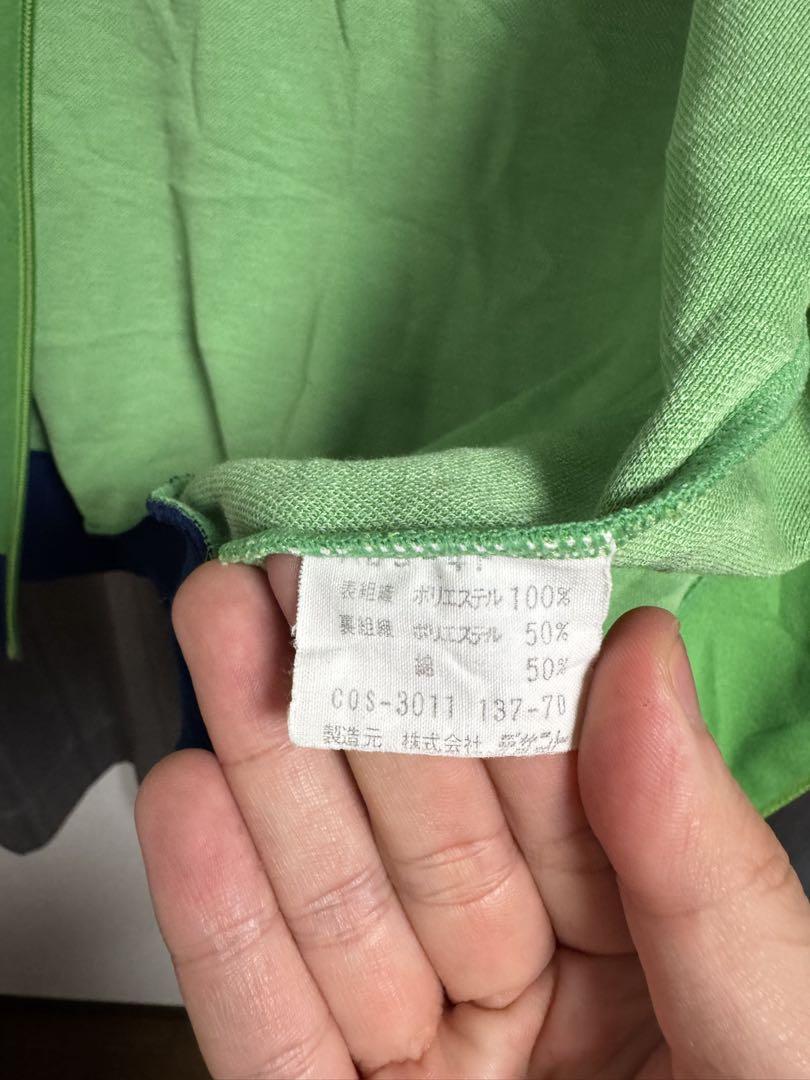 表組織 ポリエステル 100%
裏組織 ポリエステル 50%
綿 50%
COS-3011 137-70
製造元 株式会社